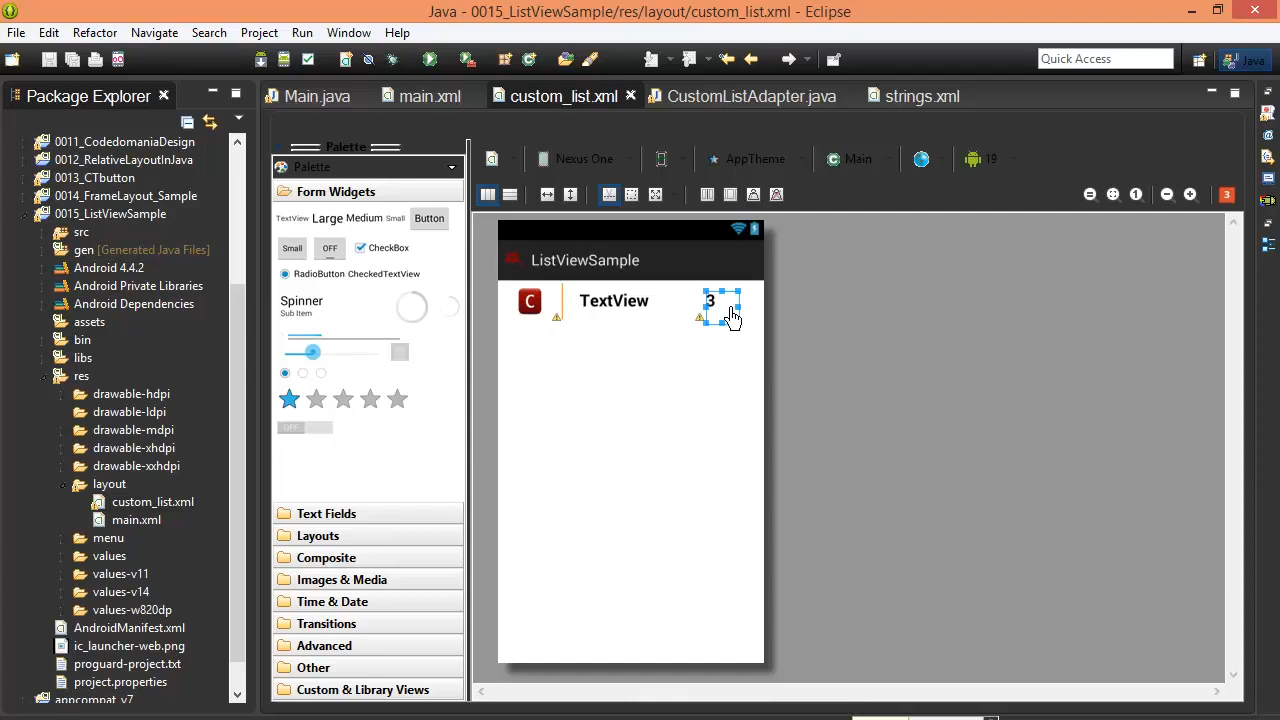 Java - 0015_ListViewSample/res/layout/custom_list.xml - Eclipse
File Edit Refactor Navigate Search Project Run Window Help
Quick Access
Java
Package Explorer
Main.java main.xml custom_list.xml CustomListAdapter.java strings.xml
0011_CodedomaniaDesign
0012_RelativeLayoutInJava
0013_CTbutton
0014_FrameLayout_Sample
0015_ListViewSample
src
gen [Generated Java Files]
Android 4.4.2
Android Private Libraries
Android Dependencies
assets
bin
libs
res
drawable-hdpi
drawable-ldpi
drawable-mdpi
drawable-xhdpi
drawable-xxhdpi
layout
custom_list.xml
main.xml
menu
values
values-v11
values-v14
values-w820dp
AndroidManifest.xml
ic_launcher-web.png
proguard-project.txt
project.properties
appcompat_v7
Palette
Palette
Form Widgets
TextView Large Medium Small Button
Small OFF CheckBox
RadioButton CheckedTextView
Spinner
Sub Item
OFF
Text Fields
Layouts
Composite
Images & Media
Time & Date
Transitions
Advanced
Other
Custom & Library Views
Nexus One AppTheme Main 19
1 3
ListViewSample
C TextView 3